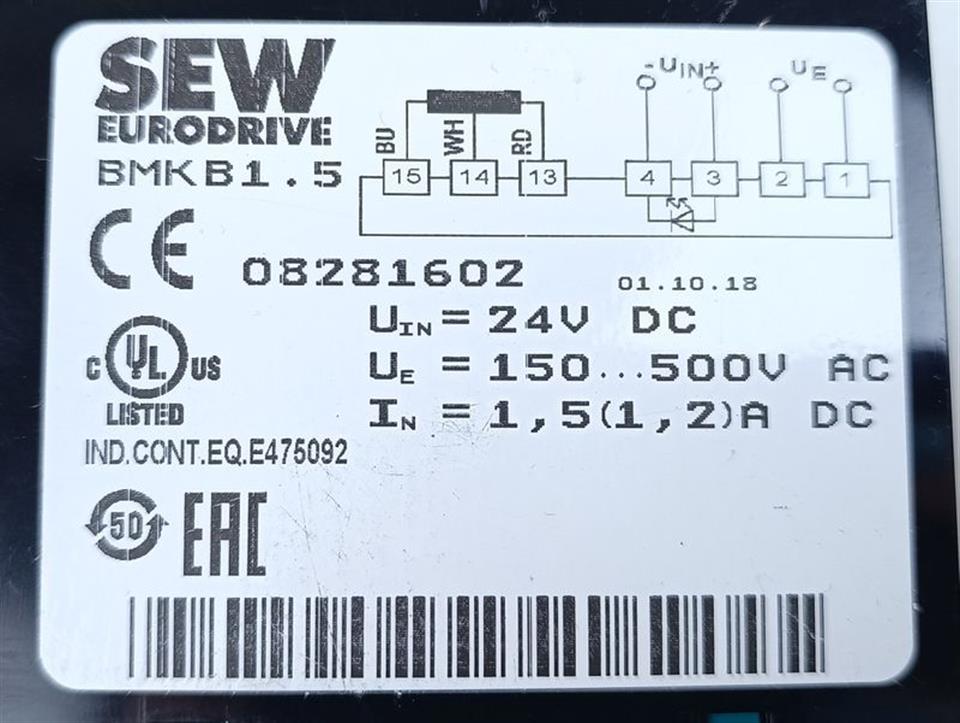 SEW
EURODRIVE
BMKB1.5
BU WH RD
- UIN +
UE
15 14 13 4 3 2 1
CE
08281602
01.10.18
UIN = 24V DC
UE = 150...500V AC
IN = 1,5(1,2)A DC
C UL US
LISTED
IND.CONT.EQ.E475092
50
EAC